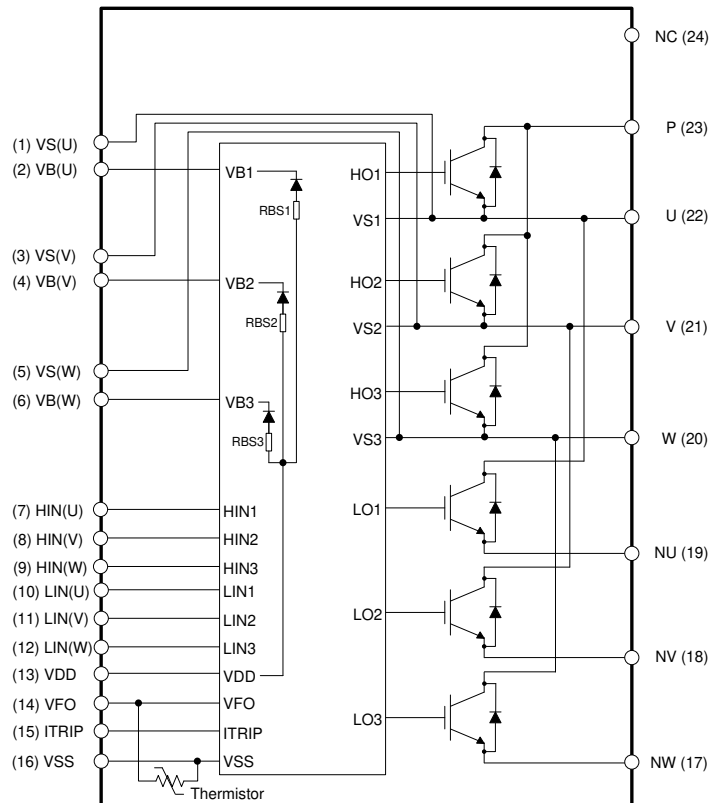 NC (24)
P (23)
(1) VS(U)
(2) VB(U)
VB1
HO1
RBS1
VS1
U (22)
(3) VS(V)
(4) VB(V)
VB2
HO2
RBS2
VS2
V (21)
(5) VS(W)
(6) VB(W)
VB3
HO3
RBS3
VS3
W (20)
(7) HIN(U)
HIN1
LO1
(8) HIN(V)
HIN2
(9) HIN(W)
HIN3
NU (19)
(10) LIN(U)
LIN1
(11) LIN(V)
LIN2
LO2
(12) LIN(W)
LIN3
NV (18)
(13) VDD
VDD
(14) VFO
VFO
LO3
(15) ITRIP
ITRIP
(16) VSS
VSS
NW (17)
Thermistor